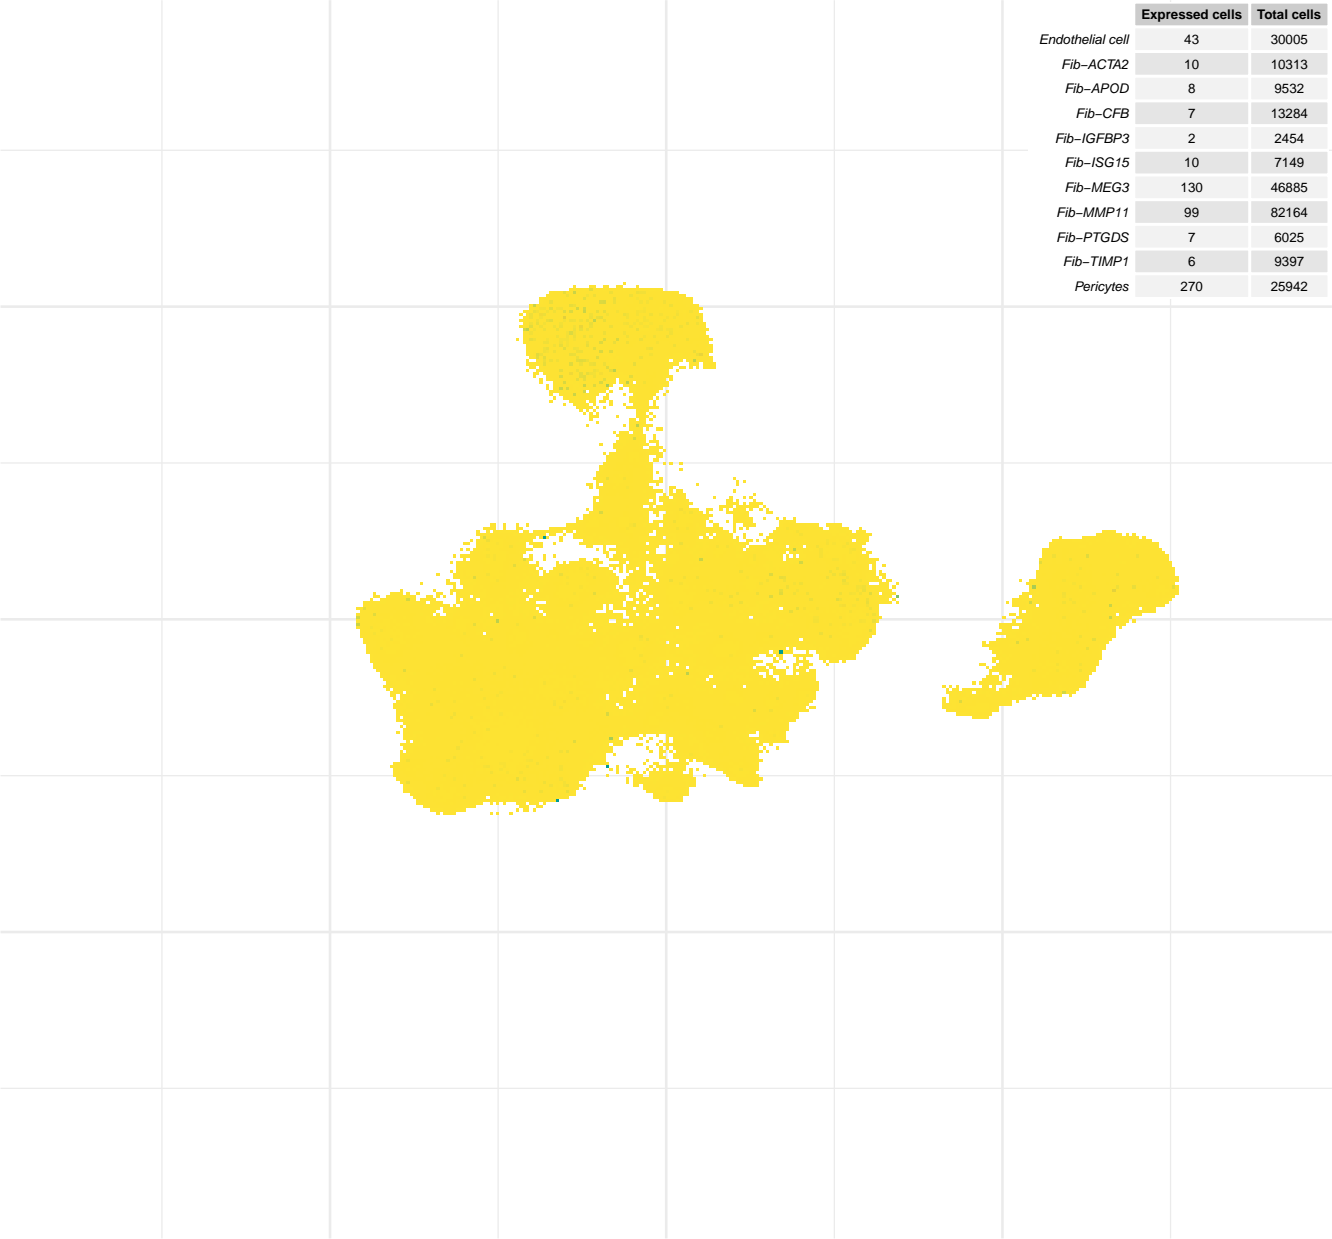 Expressed cells Total cells
Endothelial cell 43 30005
Fib−ACTA2 10 10313
Fib−APOD 8 9532
Fib−CFB 7 13284
Fib−IGFBP3 2 2454
Fib−ISG15 10 7149
Fib−MEG3 130 46885
Fib−MMP11 99 82164
Fib−PTGDS 7 6025
Fib−TIMP1 6 9397
Pericytes 270 25942